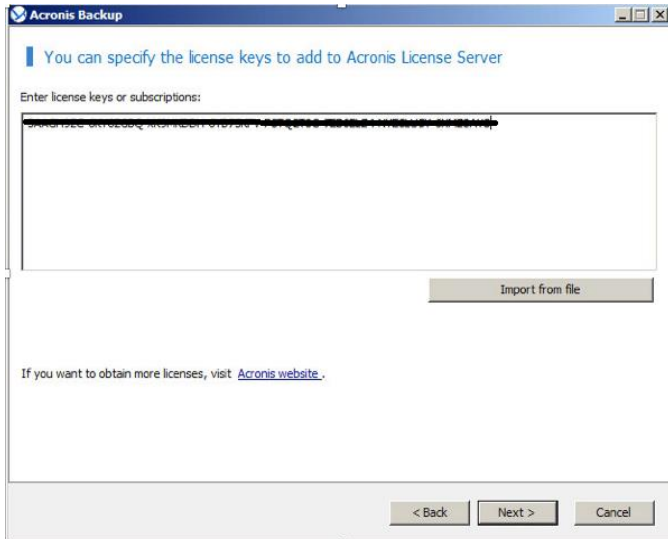 Acronis Backup
You can specify the license keys to add to Acronis License Server
Enter license keys or subscriptions:
Import from file
If you want to obtain more licenses, visit Acronis website .
< Back Next > Cancel